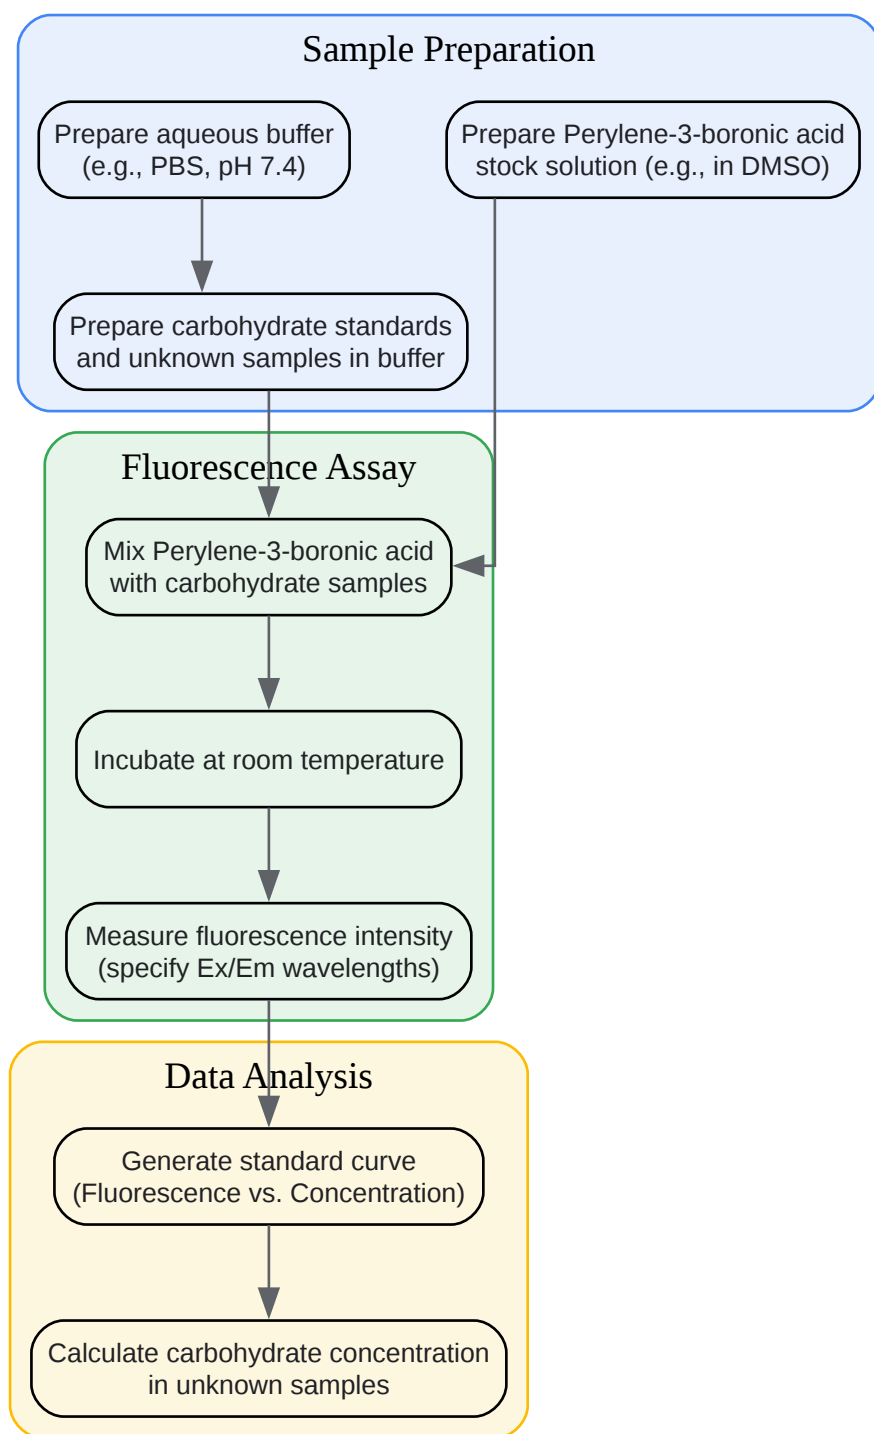 Sample Preparation
Prepare aqueous buffer
(e.g., PBS, pH 7.4)
Prepare Perylene-3-boronic acid
stock solution (e.g., in DMSO)
Prepare carbohydrate standards
and unknown samples in buffer
Fluorescence Assay
Mix Perylene-3-boronic acid
with carbohydrate samples
Incubate at room temperature
Measure fluorescence intensity
(specify Ex/Em wavelengths)
Data Analysis
Generate standard curve
(Fluorescence vs. Concentration)
Calculate carbohydrate concentration
in unknown samples